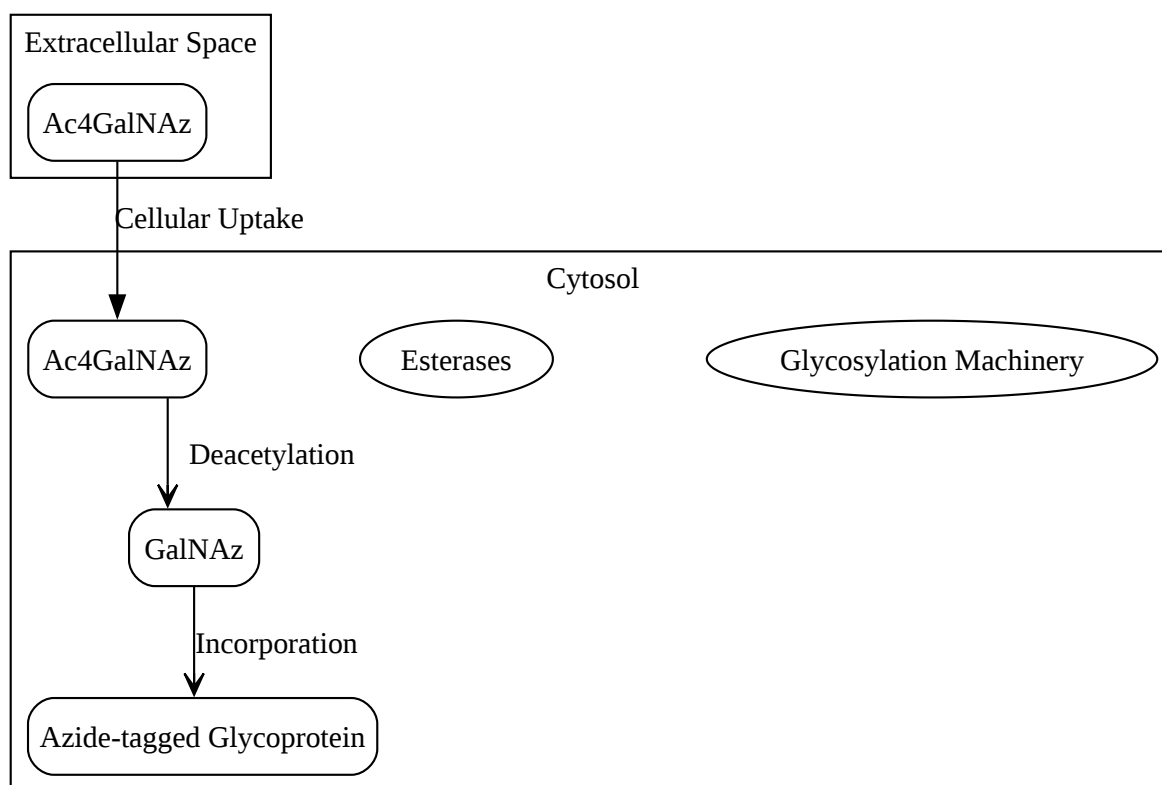 Extracellular Space
Ac4GalNAz
Cellular Uptake
Cytosol
Ac4GalNAz
Esterases
Glycosylation Machinery
Deacetylation
GalNAz
Incorporation
Azide-tagged Glycoprotein